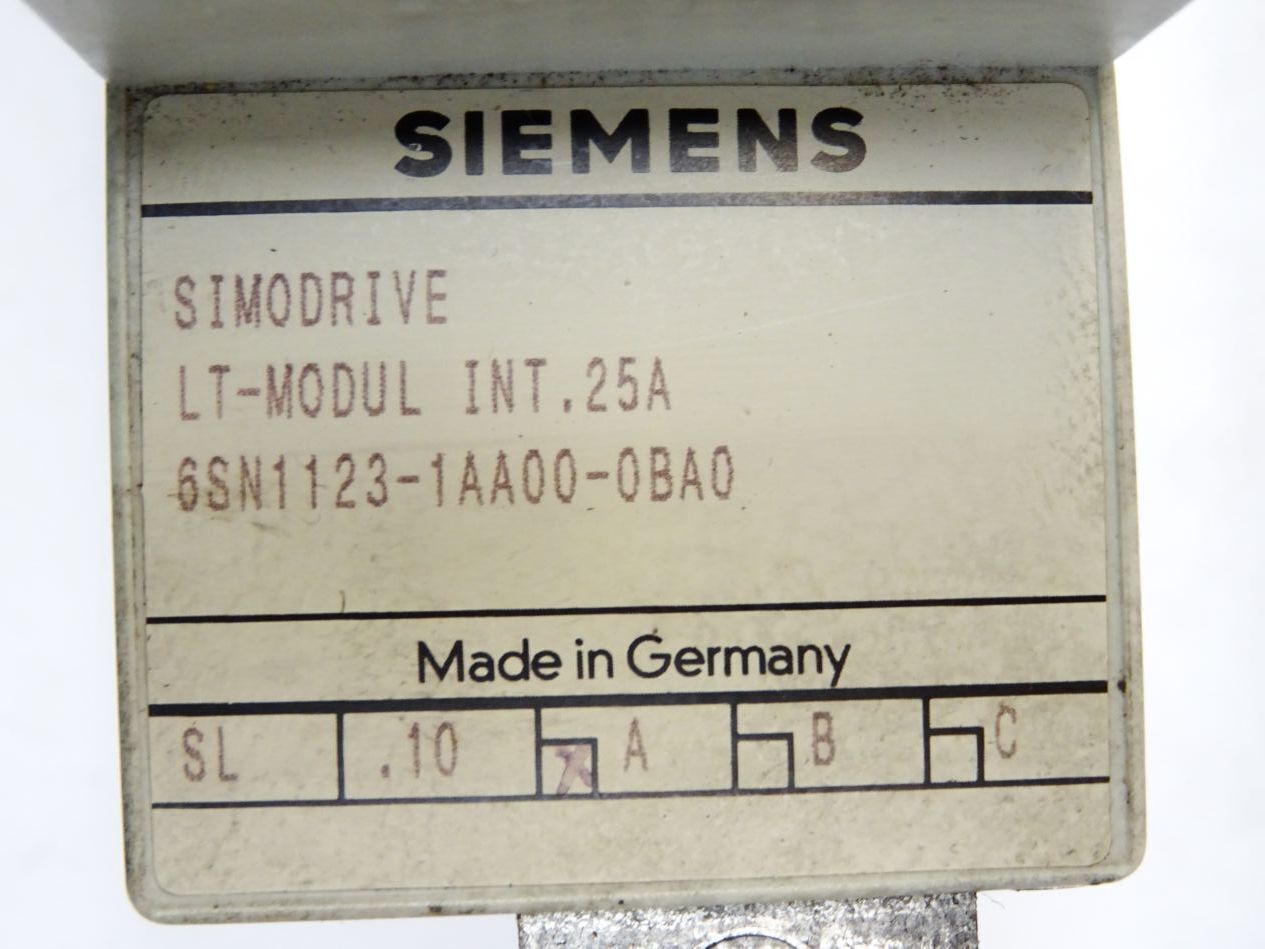 SIEMENS
SIMODRIVE
LT-MODUL INT.25A
6SN1123-1AA00-0BA0
Made in Germany
SL .10 X A B C